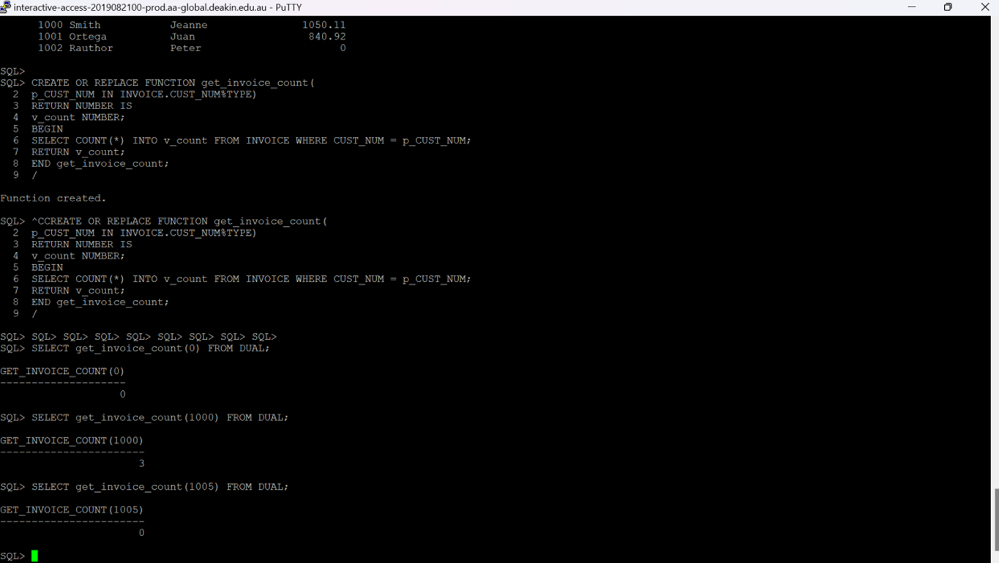 interactive-access-2019082100-prod.aa-global.deakin.edu.au - PuTTY
1000 Smith Jeanne 1050.11
1001 Ortega Juan 840.92
1002 Rauthor Peter 0
SQL>
SQL> CREATE OR REPLACE FUNCTION get_invoice_count(
2 p_CUST_NUM IN INVOICE.CUST_NUM%TYPE)
3 RETURN NUMBER IS
4 v_count NUMBER;
5 BEGIN
6 SELECT COUNT(*) INTO v_count FROM INVOICE WHERE CUST_NUM = p_CUST_NUM;
7 RETURN v_count;
8 END get_invoice_count;
9 /
Function created.
SQL> ^CCREATE OR REPLACE FUNCTION get_invoice_count(
2 p_CUST_NUM IN INVOICE.CUST_NUM%TYPE)
3 RETURN NUMBER IS
4 v_count NUMBER;
5 BEGIN
6 SELECT COUNT(*) INTO v_count FROM INVOICE WHERE CUST_NUM = p_CUST_NUM;
7 RETURN v_count;
8 END get_invoice_count;
9 /
SQL> SQL> SQL> SQL> SQL> SQL> SQL> SQL> SQL>
SQL> SELECT get_invoice_count(0) FROM DUAL;
GET_INVOICE_COUNT(0)
--------------------
0
SQL> SELECT get_invoice_count(1000) FROM DUAL;
GET_INVOICE_COUNT(1000)
-----------------------
3
SQL> SELECT get_invoice_count(1005) FROM DUAL;
GET_INVOICE_COUNT(1005)
-----------------------
0
SQL>